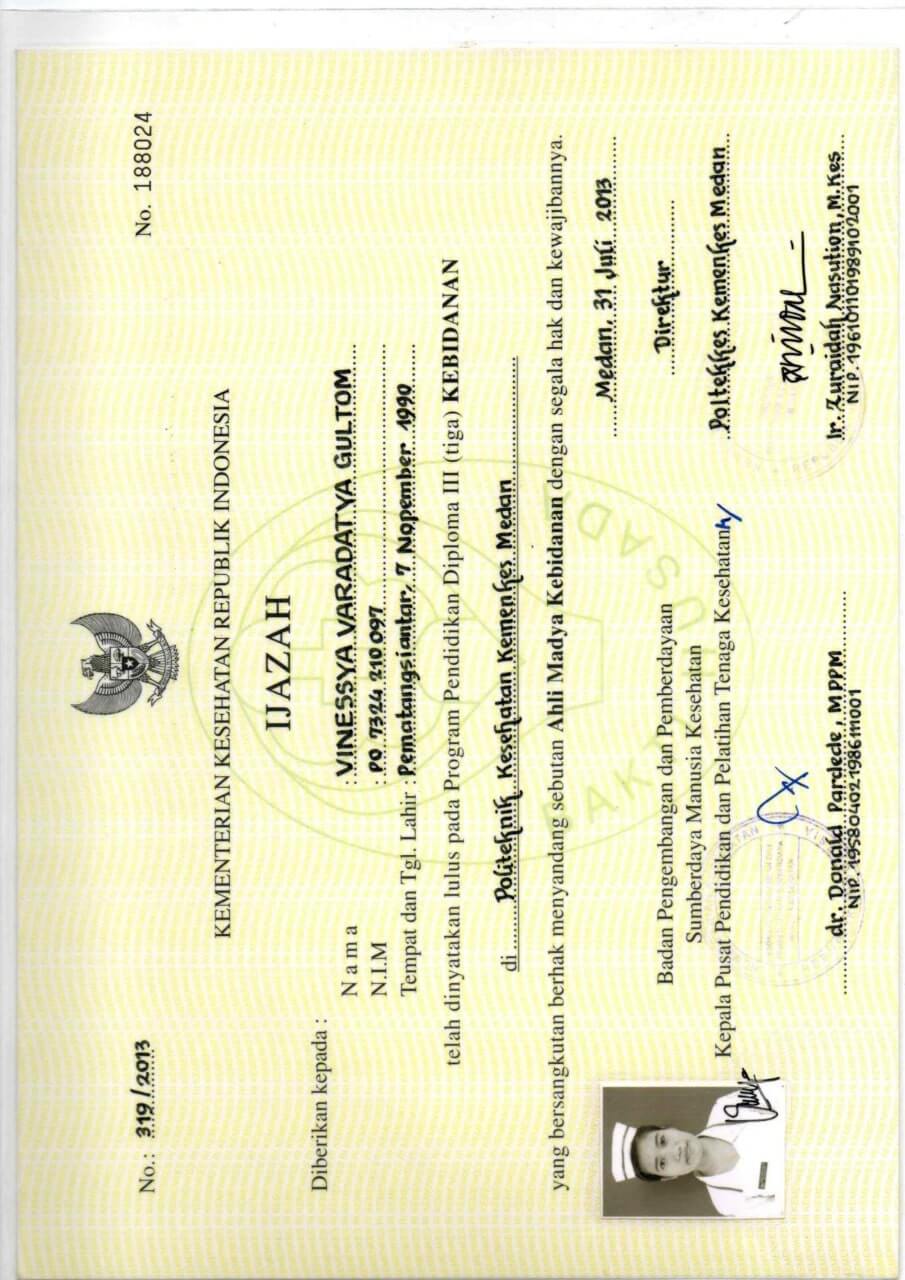 No.: 319/2013
No. 188024
KEMENTERIAN KESEHATAN REPUBLIK INDONESIA
IJAZAH
Diberikan kepada :
N a m a : VINESSYA VARADATYA GULTOM
N.I.M : PO 7324 210 097
Tempat dan Tgl. Lahir : Pematangsiantar, 7 Nopember 1990
telah dinyatakan lulus pada Program Pendidikan Diploma III (tiga) KEBIDANAN
di Politeknik Kesehatan Kemenkes Medan
yang bersangkutan berhak menyandang sebutan Ahli Madya Kebidanan dengan segala hak dan kewajibannya.
Medan, 31 Juli 2013
Badan Pengembangan dan Pemberdayaan
Sumberdaya Manusia Kesehatan
Kepala Pusat Pendidikan dan Pelatihan Tenaga Kesehatan
dr. Donald Pardede, MPPM
NIP. 195804021986111001
Direktur
Poltekkes Kemenkes Medan
Ir. Zuraidah Nasution, M.Kes
NIP. 196101101989102001
BAKTI HUSADA